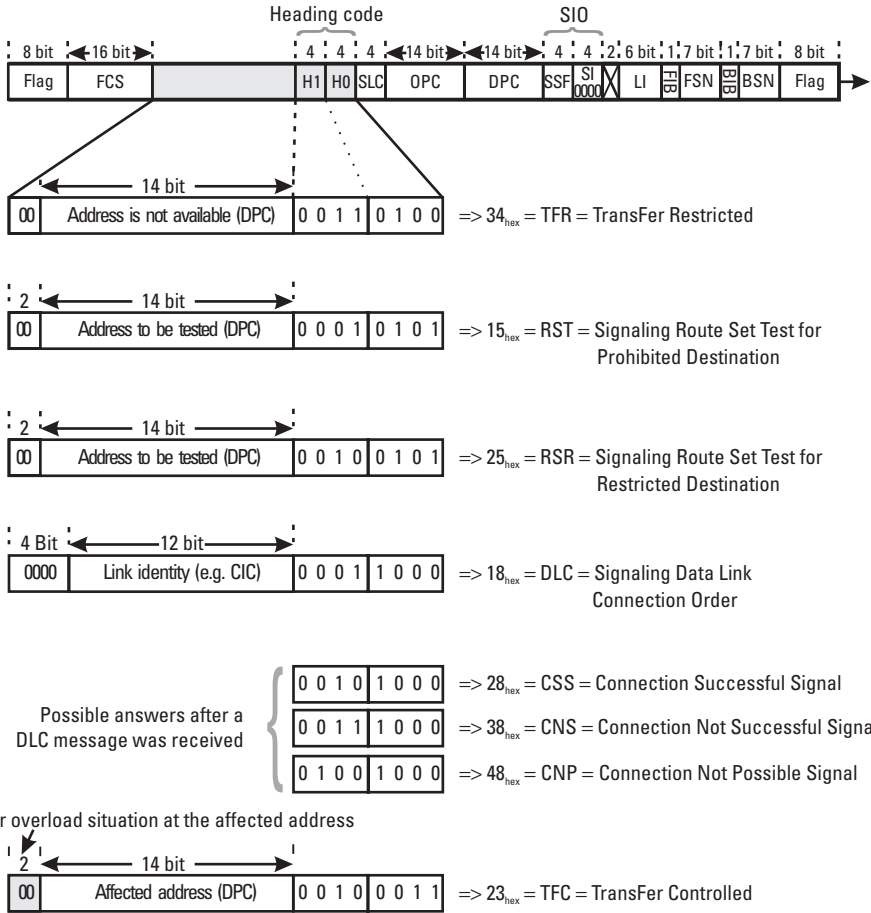 Heading code SIO
8 bit 16 bit 4 4 4 14 bit 14 bit 4 4 2 6 bit 1 7 bit 1 7 bit 8 bit
Flag FCS H1 H0 SLC OPC DPC SSF SI 0000 LI FIB FSN BIB BSN Flag
14 bit
00 Address is not available (DPC) 0 0 1 1 0 1 0 0 => 34hex = TFR = TransFer Restricted
2 14 bit
00 Address to be tested (DPC) 0 0 0 1 0 1 0 1 => 15hex = RST = Signaling Route Set Test for
Prohibited Destination
2 14 bit
00 Address to be tested (DPC) 0 0 1 0 0 1 0 1 => 25hex = RSR = Signaling Route Set Test for
Restricted Destination
4 Bit 12 bit
0000 Link identity (e.g. CIC) 0 0 0 1 1 0 0 0 => 18hex = DLC = Signaling Data Link
Connection Order
Possible answers after a
DLC message was received
0 0 1 0 1 0 0 0 => 28hex = CSS = Connection Successful Signal
0 0 1 1 1 0 0 0 => 38hex = CNS = Connection Not Successful Signa
0 1 0 0 1 0 0 0 => 48hex = CNP = Connection Not Possible Signal
r overload situation at the affected address
2 14 bit
00 Affected address (DPC) 0 0 1 0 0 0 1 1 => 23hex = TFC = TransFer Controlled